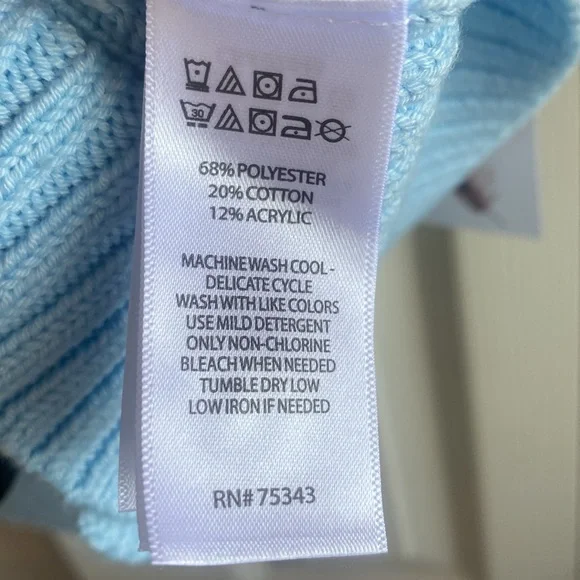 30
68% POLYESTER
20% COTTON
12% ACRYLIC
MACHINE WASH COOL -
DELICATE CYCLE
WASH WITH LIKE COLORS
USE MILD DETERGENT
ONLY NON-CHLORINE
BLEACH WHEN NEEDED
TUMBLE DRY LOW
LOW IRON IF NEEDED
RN# 75343